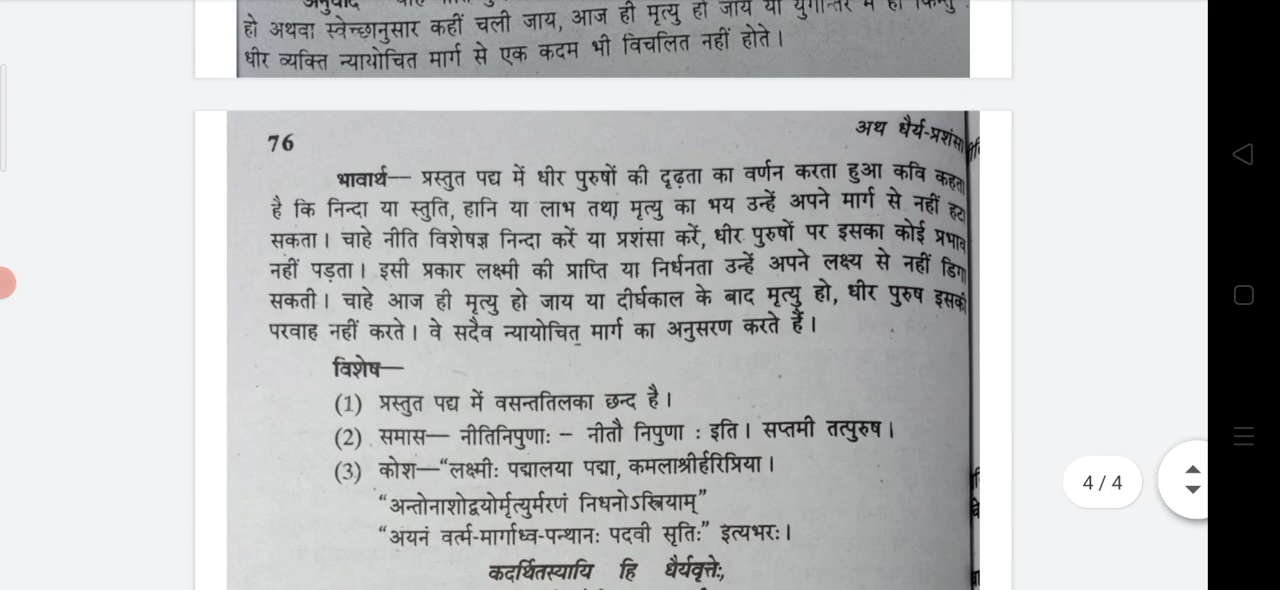 हो अथवा स्वेच्छानुसार कहीं चली जाय, आज ही मृत्यु हो जाय या युगान्तर में हो किन्तु
धीर व्यक्ति न्यायोचित मार्ग से एक कदम भी विचलित नहीं होते।
76
अथ धैर्य-प्रशंसा
भावार्थ— प्रस्तुत पद्य में धीर पुरुषों की दृढ़ता का वर्णन करता हुआ कवि कहता
है कि निन्दा या स्तुति, हानि या लाभ तथा मृत्यु का भय उन्हें अपने मार्ग से नहीं हटा
सकता। चाहे नीति विशेषज्ञ निन्दा करें या प्रशंसा करें, धीर पुरुषों पर इसका कोई प्रभाव
नहीं पड़ता। इसी प्रकार लक्ष्मी की प्राप्ति या निर्धनता उन्हें अपने लक्ष्य से नहीं डिगा
सकती। चाहे आज ही मृत्यु हो जाय या दीर्घकाल के बाद मृत्यु हो, धीर पुरुष इसकी
परवाह नहीं करते। वे सदैव न्यायोचित् मार्ग का अनुसरण करते हैं।
विशेष—
(1) प्रस्तुत पद्य में वसन्ततिलका छन्द है।
(2) समास— नीतिनिपुणाः – नीतौ निपुणा : इति। सप्तमी तत्पुरुष।
(3) कोश—“लक्ष्मीः पद्मालया पद्मा, कमलाश्रीर्हरिप्रिया।
“अन्तोनाशोद्वयोर्मृत्युर्मरणं निधनोऽस्त्रियाम्”
“अयनं वर्त्म-मार्गाध्व-पन्थानः पदवी सृतिः” इत्यभरः।
कदर्थितस्यायि हि धैर्यवृत्तेः,
4 / 4